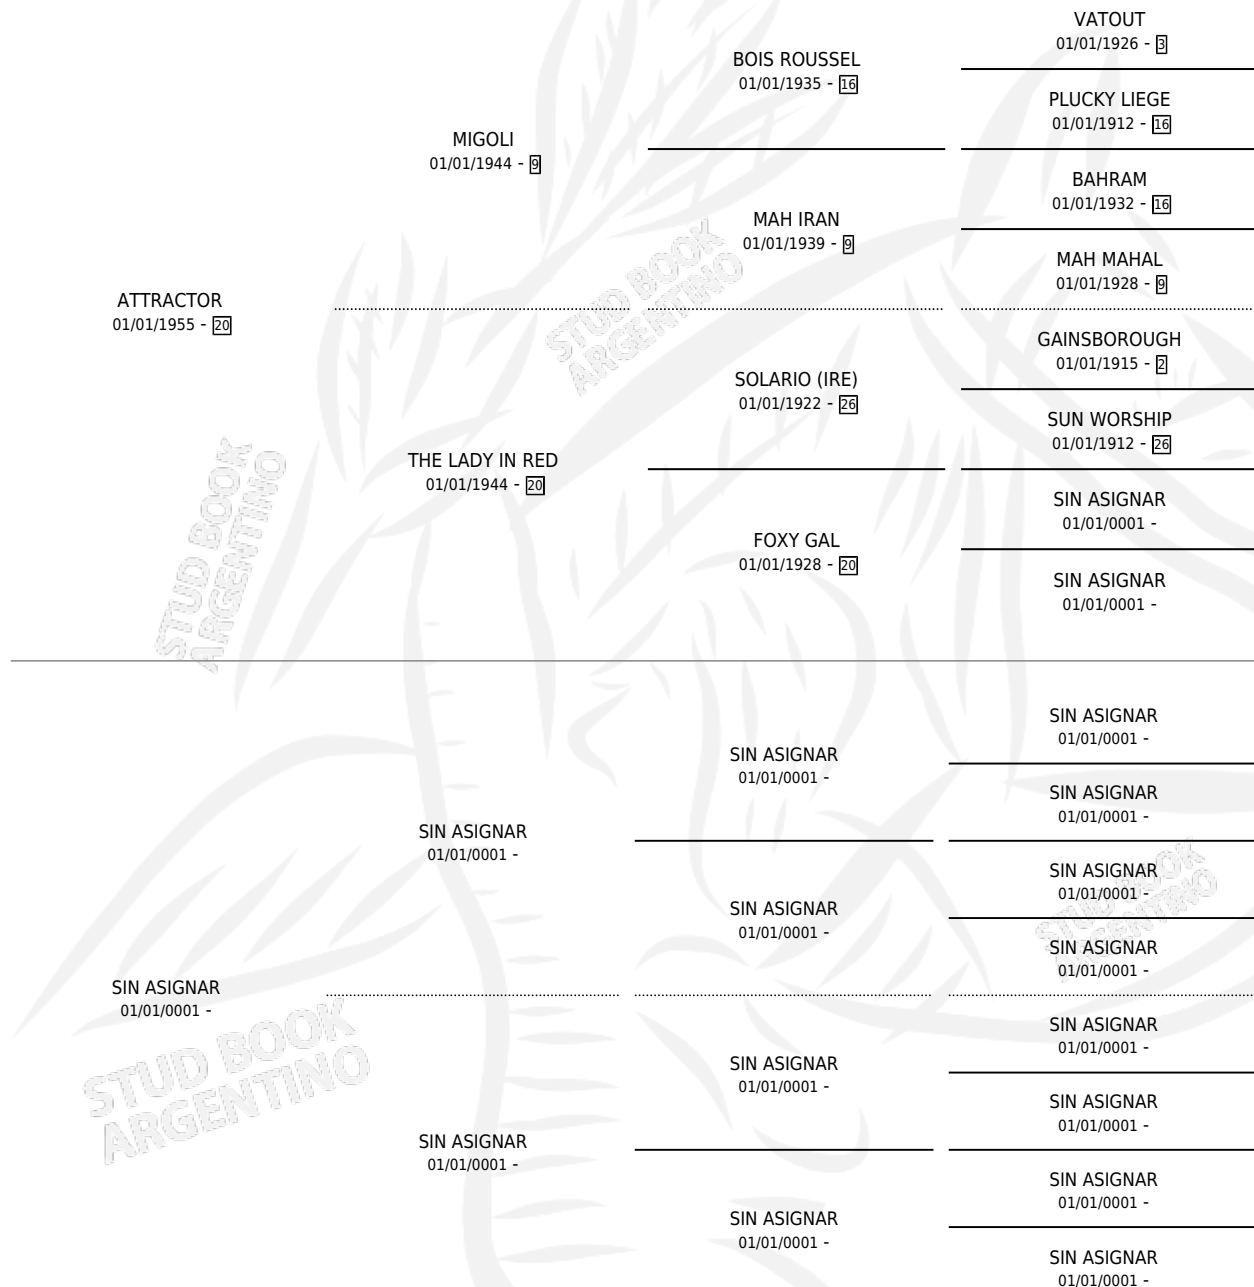 VATOUT
01/01/1926 - 3
BOIS ROUSSEL
01/01/1935 - 16
PLUCKY LIEGE
01/01/1912 - 16
MIGOLI
01/01/1944 - 9
BAHRAM
01/01/1932 - 16
MAH IRAN
01/01/1939 - 9
MAH MAHAL
01/01/1928 - 9
ATTRACTOR
01/01/1955 - 20
GAINSBOROUGH
01/01/1915 - 2
SOLARIO (IRE)
01/01/1922 - 26
SUN WORSHIP
01/01/1912 - 26
THE LADY IN RED
01/01/1944 - 20
SIN ASIGNAR
01/01/0001 -
FOXY GAL
01/01/1928 - 20
SIN ASIGNAR
01/01/0001 -
STUD BOOK
ARGENTINO
STUD BOOK
ARGENTINO
SIN ASIGNAR
01/01/0001 -
SIN ASIGNAR
01/01/0001 -
SIN ASIGNAR
01/01/0001 -
SIN ASIGNAR
01/01/0001 -
SIN ASIGNAR
01/01/0001 -
SIN ASIGNAR
01/01/0001 -
SIN ASIGNAR
01/01/0001 -
SIN ASIGNAR
01/01/0001 -
SIN ASIGNAR
01/01/0001 -
SIN ASIGNAR
01/01/0001 -
SIN ASIGNAR
01/01/0001 -
SIN ASIGNAR
01/01/0001 -
SIN ASIGNAR
01/01/0001 -
SIN ASIGNAR
01/01/0001 -
SIN ASIGNAR
01/01/0001 -
STUD BOOK
ARGENTINO
STUD BOOK
ARGENTINO